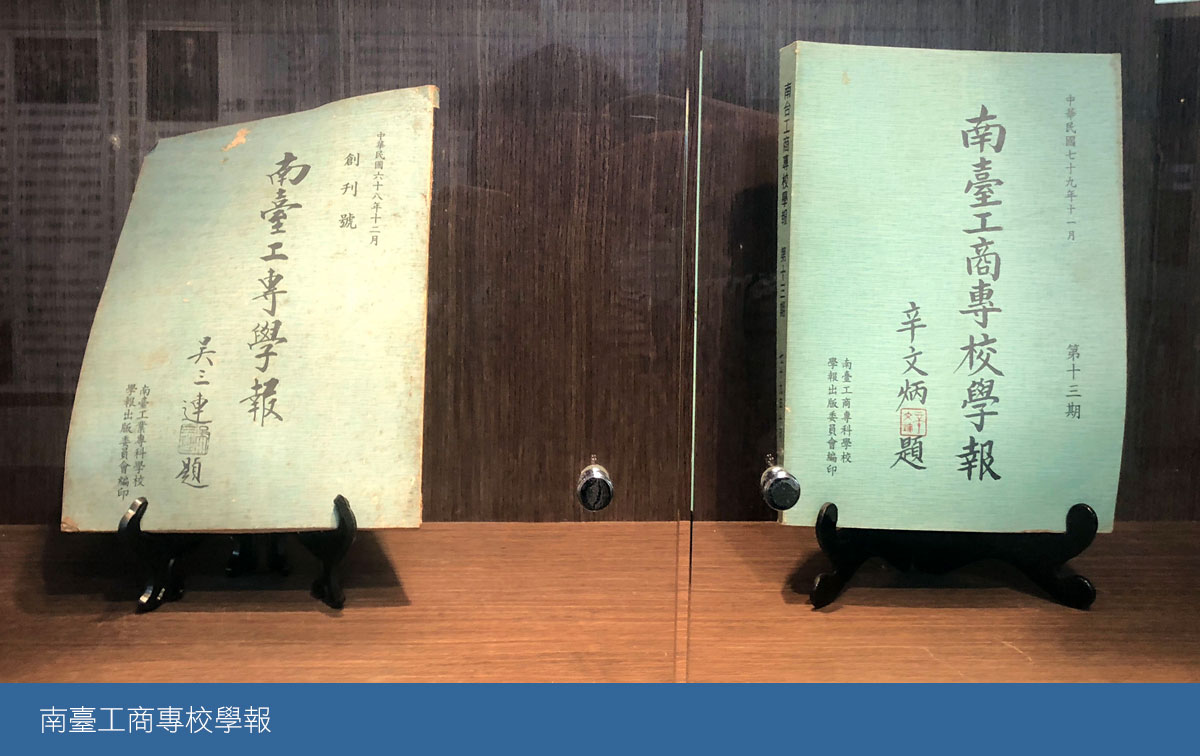 中華民國六十八年十二月
創刊號
南臺工專學報
吳三連題
南臺工業專科學校
學報出版委員會編印
南台工商專校學報 第十三期
中華民國七十九年十一月
第十三期
南臺工商專校學報
辛文炳題
南臺工商專科學校
學報出版委員會編印
南臺工商專校學報